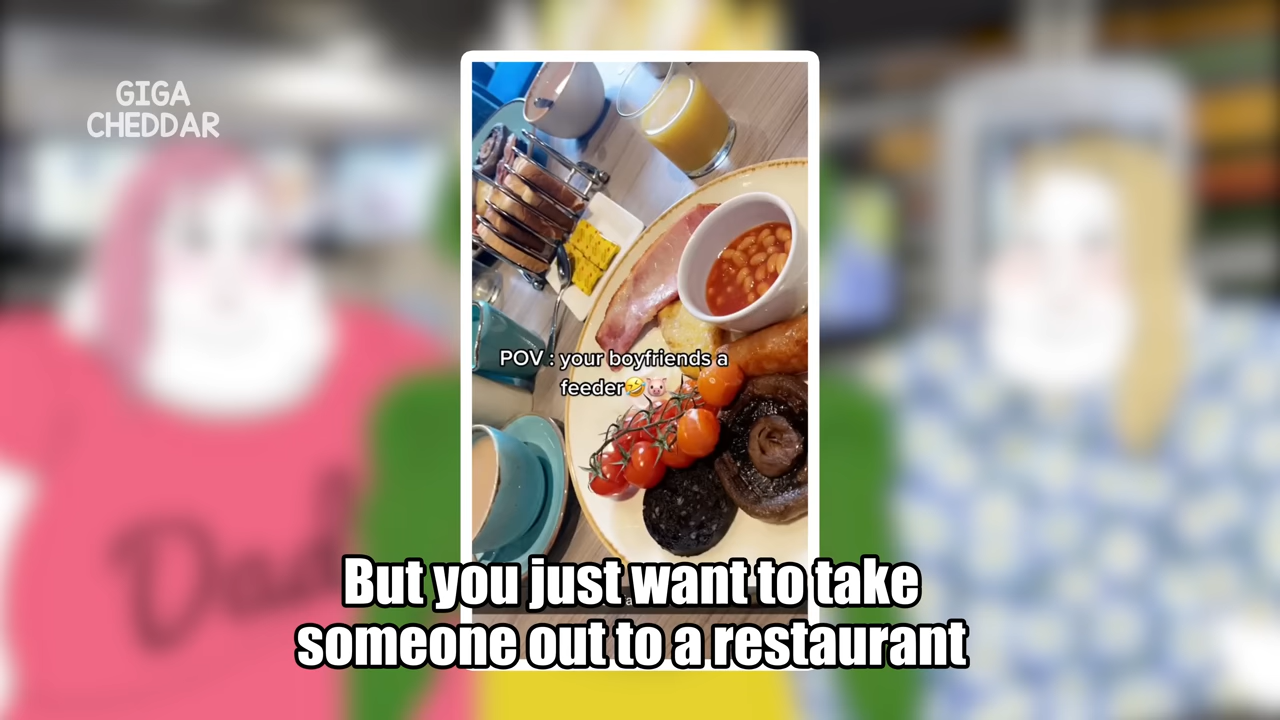 GIGA
CHEDDAR
POV : your boyfriends a
feeder🤣🐷
But you just want to take
someone out to a restaurant